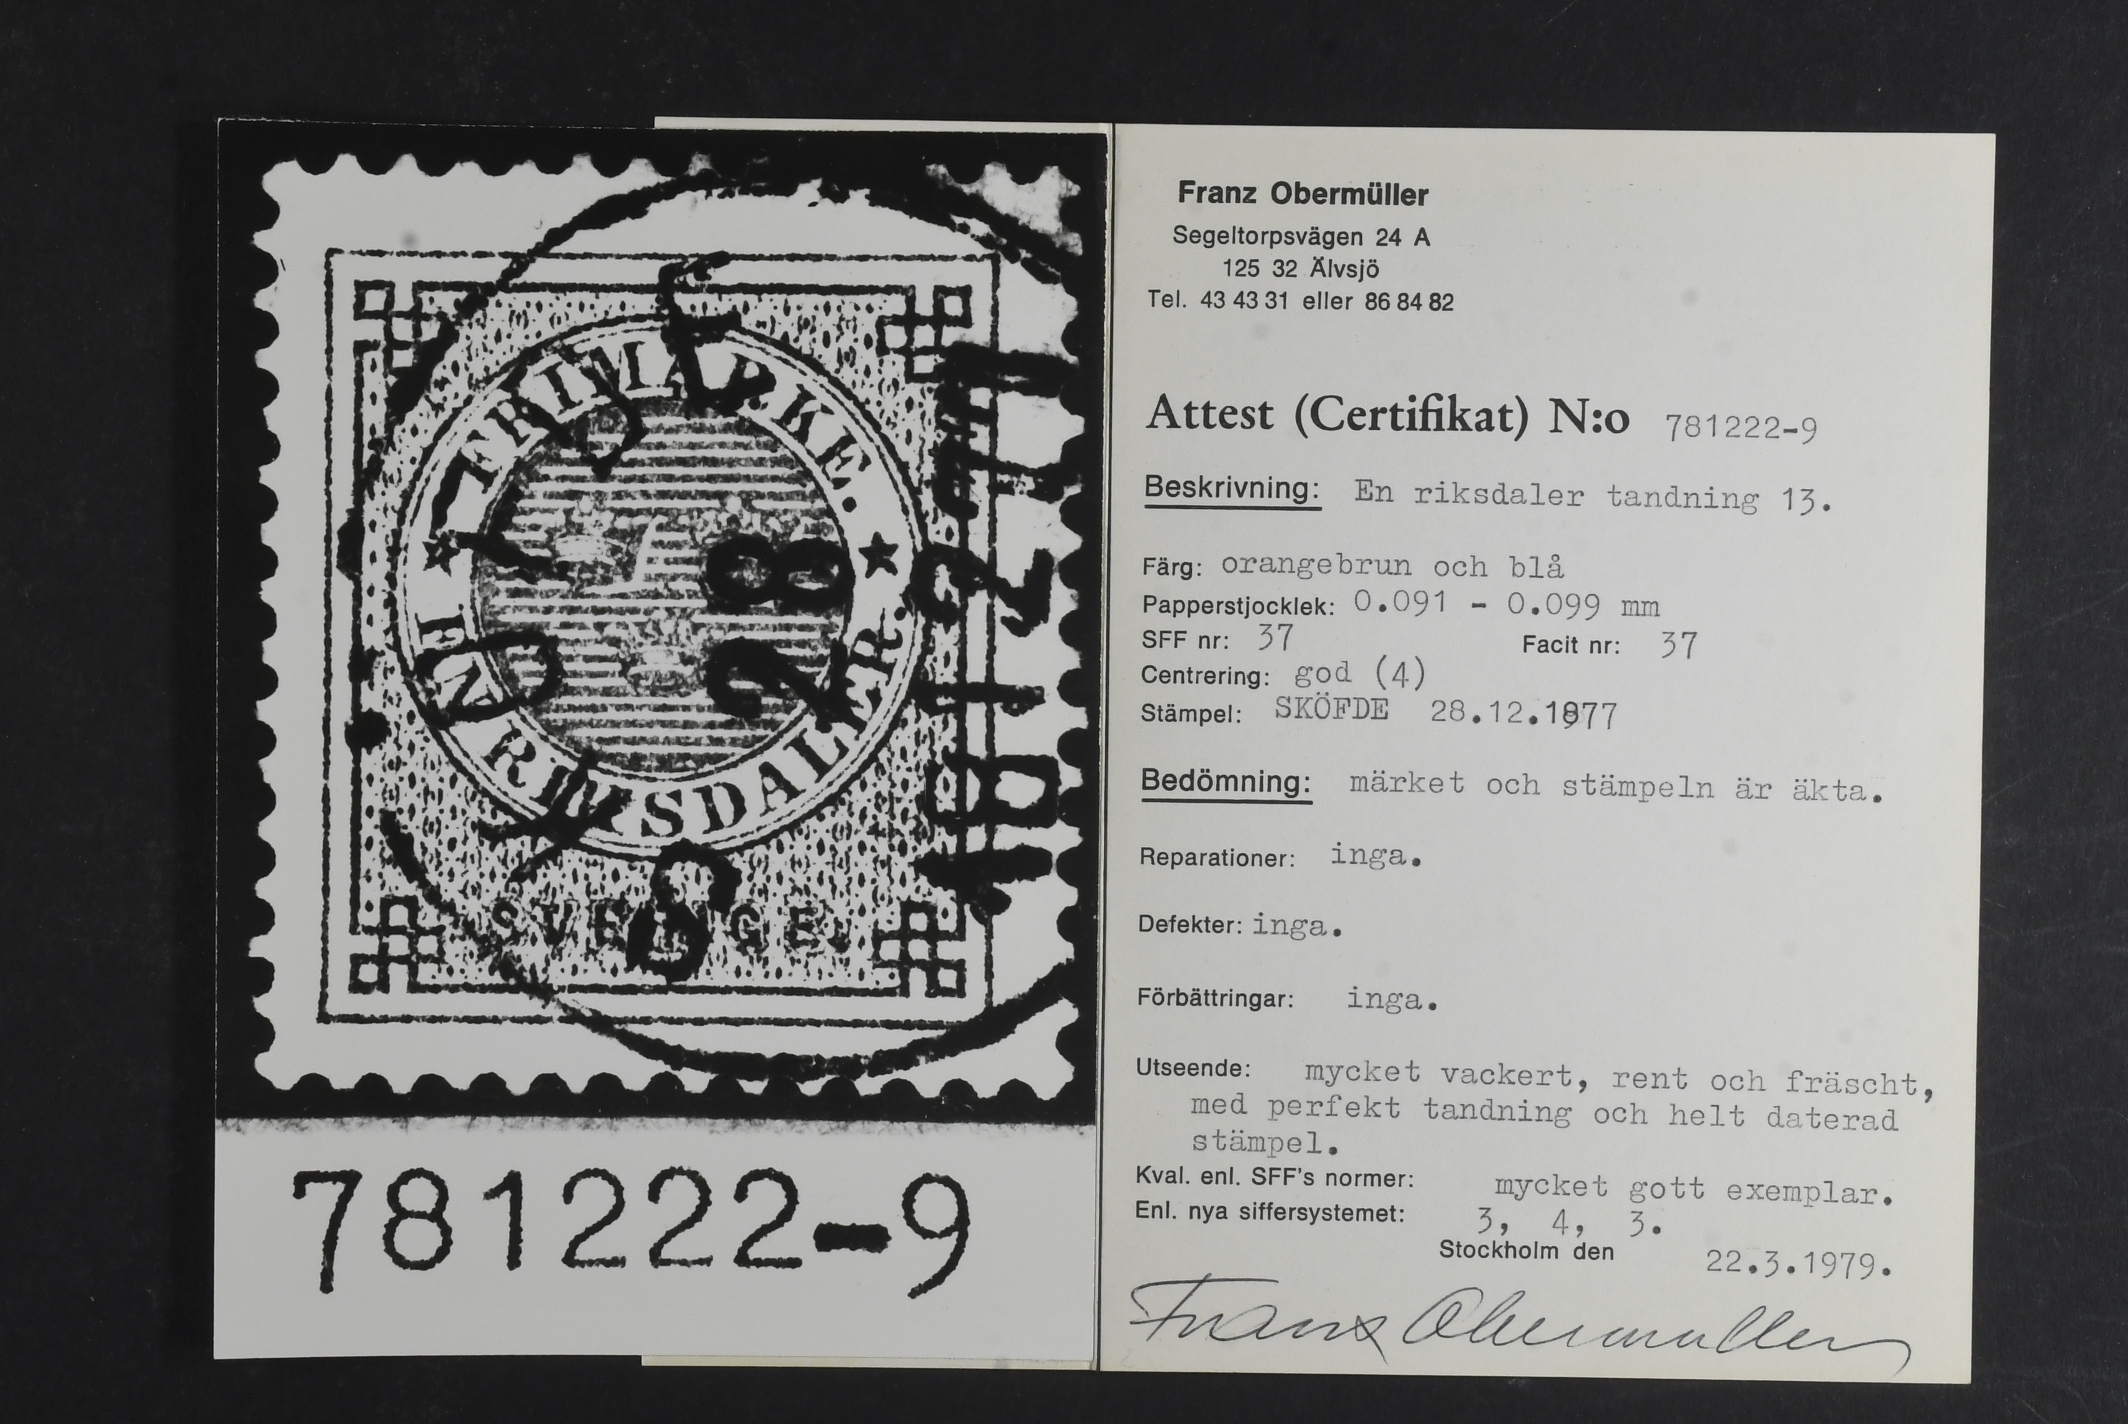 FRIMÄRKE.
EN RIKSDALER.
SVERIGE
28 12 1877
781222-9
Franz Obermüller
Segeltorpsvägen 24 A
125 32 Älvsjö
Tel. 43 43 31 eller 86 84 82
Attest (Certifikat) N:o 781222-9
Beskrivning: En riksdaler tandning 13.
Färg: orangebrun och blå
Papperstjocklek: 0.091 - 0.099 mm
SFF nr: 37 Facit nr: 37
Centrering: god (4)
Stämpel: SKÖFDE 28.12.1877
Bedömning: märket och stämpeln är äkta.
Reparationer: inga.
Defekter: inga.
Förbättringar: inga.
Utseende: mycket vackert, rent och fräscht,
med perfekt tandning och helt daterad
stämpel.
Kval. enl. SFF's normer: mycket gott exemplar.
Enl. nya siffersystemet: 3, 4, 3.
Stockholm den 22.3.1979.
Franz Obermüller